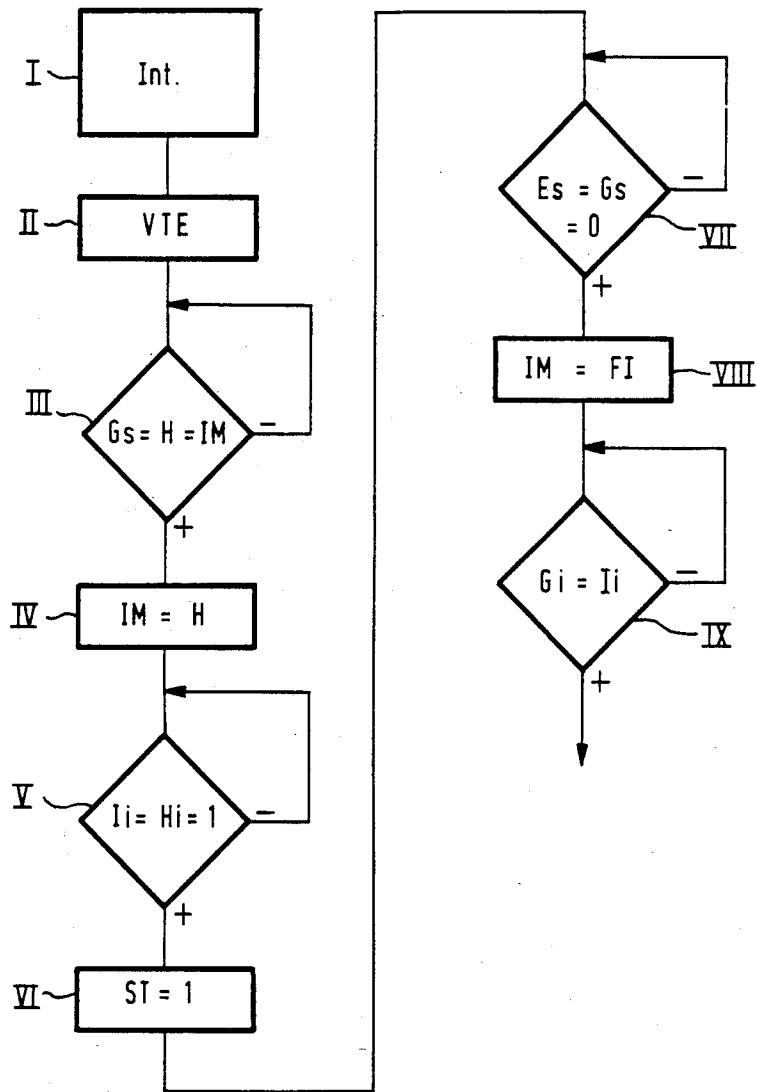 I
Int.
II
VTE
III
Gs = H = IM
−
+
IV
IM = H
V
Ii = Hi = 1
−
+
VI
ST = 1
Es = Gs
= 0
−
VII
+
IM = FI
VIII
Gi = Ii
−
IX
+